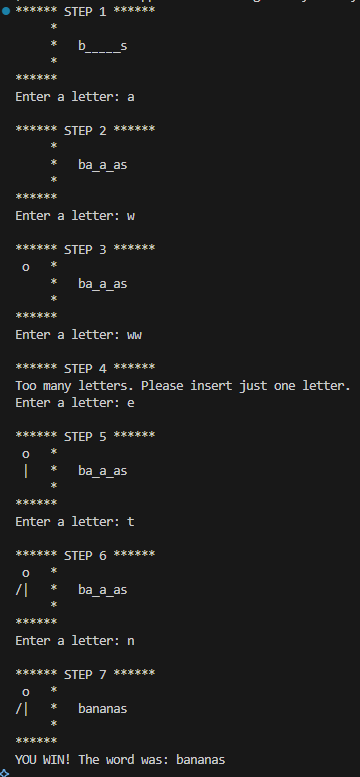 ****** STEP 1 ******
     *
     *   b_____s
     *
******
Enter a letter: a

****** STEP 2 ******
     *
     *   ba_a_as
     *
******
Enter a letter: w

****** STEP 3 ******
 o   *
     *   ba_a_as
     *
******
Enter a letter: ww

****** STEP 4 ******
Too many letters. Please insert just one letter.
Enter a letter: e

****** STEP 5 ******
 o   *
 |   *   ba_a_as
     *
******
Enter a letter: t

****** STEP 6 ******
 o   *
/|   *   ba_a_as
     *
******
Enter a letter: n

****** STEP 7 ******
 o   *
/|   *   bananas
     *
******
YOU WIN! The word was: bananas